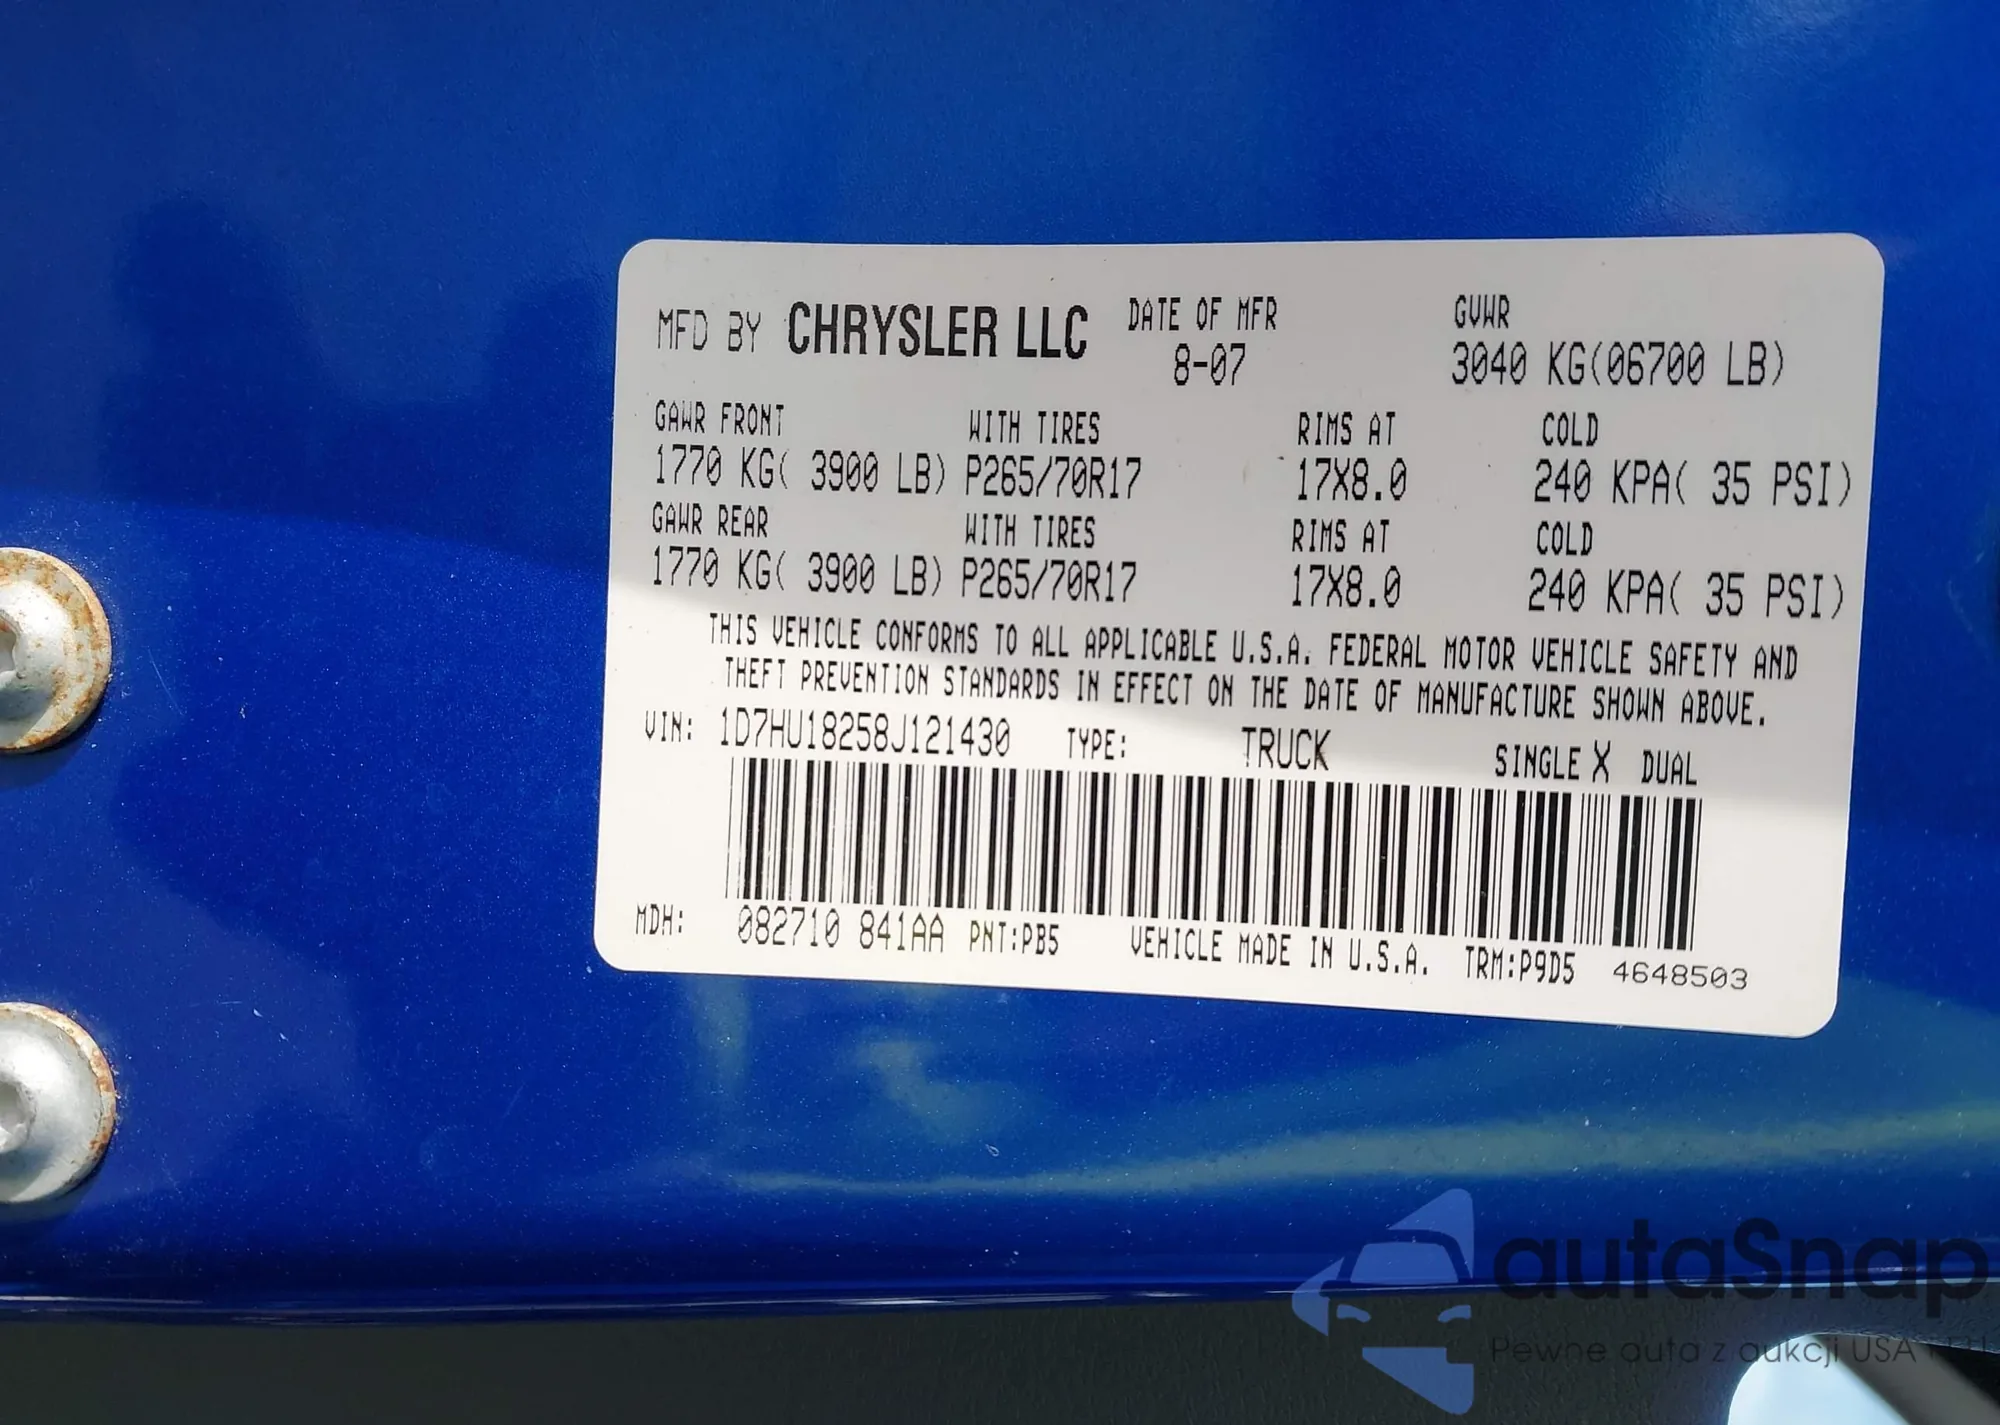 MFD BY CHRYSLER LLC DATE OF MFR GVWR
8-07 3040 KG(06700 LB)
GAWR FRONT WITH TIRES RIMS AT COLD
1770 KG( 3900 LB) P265/70R17 17X8.0 240 KPA( 35 PSI)
GAWR REAR WITH TIRES RIMS AT COLD
1770 KG( 3900 LB) P265/70R17 17X8.0 240 KPA( 35 PSI)
THIS VEHICLE CONFORMS TO ALL APPLICABLE U.S.A. FEDERAL MOTOR VEHICLE SAFETY AND
THEFT PREVENTION STANDARDS IN EFFECT ON THE DATE OF MANUFACTURE SHOWN ABOVE.
VIN: 1D7HU18258J121430 TYPE: TRUCK SINGLE X DUAL
MDH: 082710 841AA PNT:PB5 VEHICLE MADE IN U.S.A. TRM:P9D5 4648503
autaSnap
Pewne auta z aukcji USA